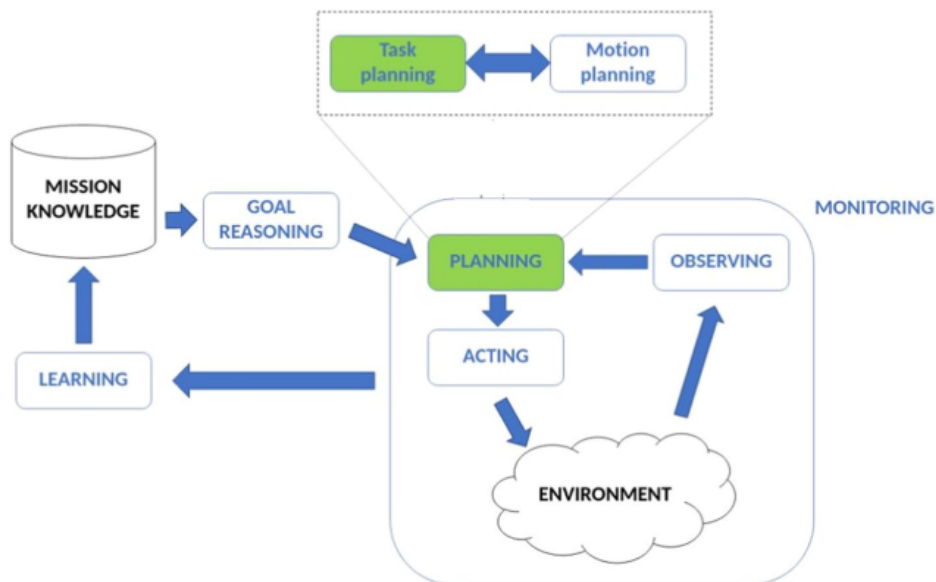 Task
planning
Motion
planning
MISSION
KNOWLEDGE
GOAL
REASONING
MONITORING
PLANNING
OBSERVING
ACTING
LEARNING
ENVIRONMENT